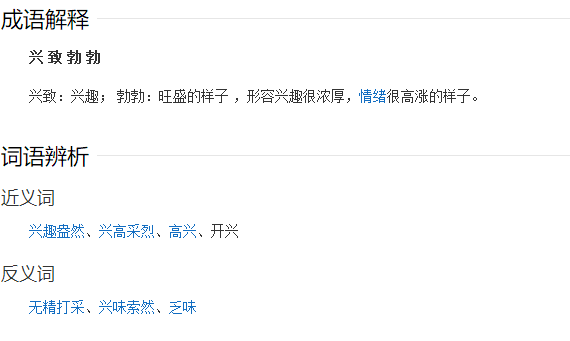 成语解释
兴致勃勃
兴致：兴趣； 勃勃：旺盛的样子 ，形容兴趣很浓厚，情绪很高涨的样子。
词语辨析
近义词
兴趣盎然、兴高采烈、高兴、开兴
反义词
无精打采、兴味索然、乏味